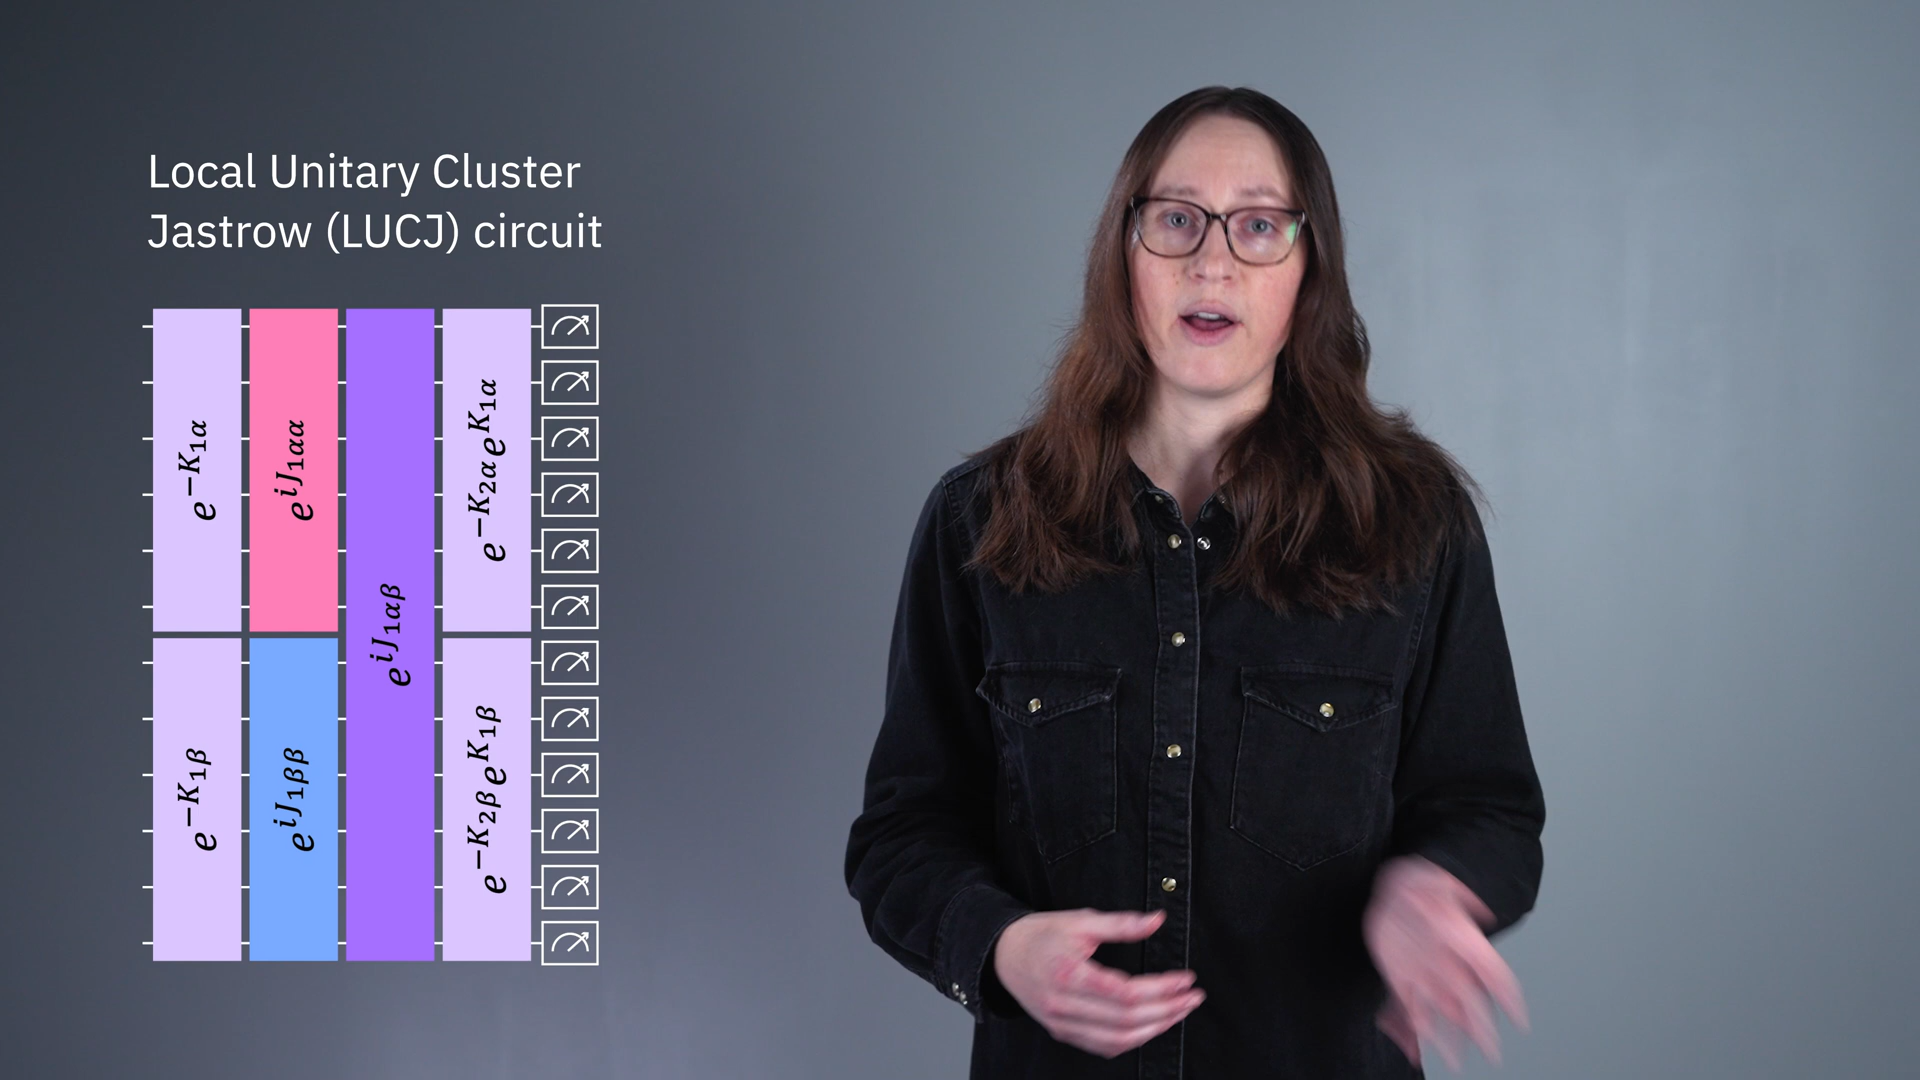 Local Unitary Cluster
Jastrow (LUCJ) circuit
e^{−K_{1α}}
e^{iJ_{1αα}}
e^{iJ_{1αβ}}
e^{−K_{2α}} e^{K_{1α}}
e^{−K_{1β}}
e^{iJ_{1ββ}}
e^{−K_{2β}} e^{K_{1β}}